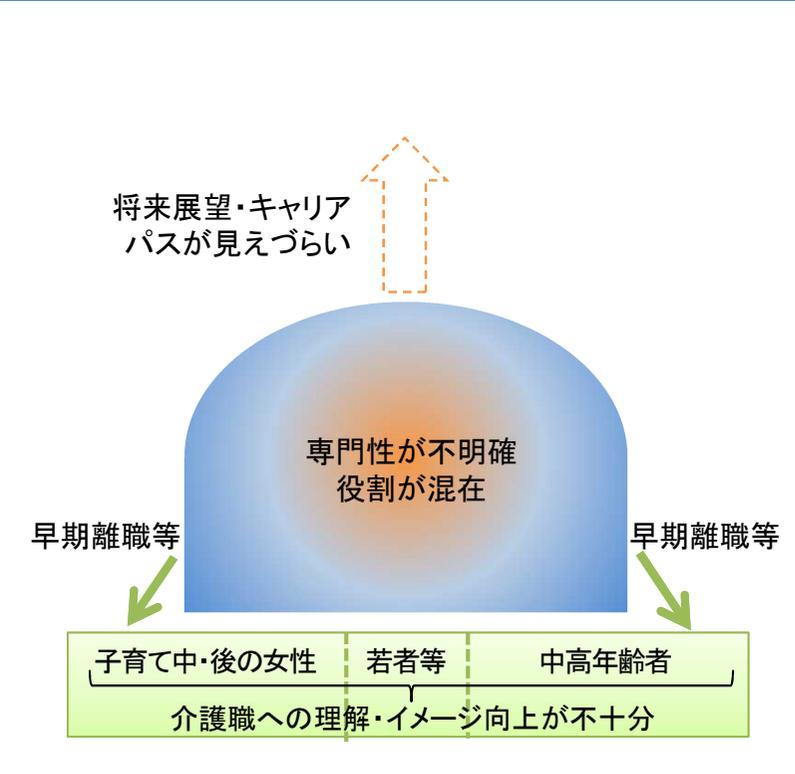 将来展望・キャリア
パスが見えづらい
専門性が不明確
役割が混在
早期離職等
早期離職等
子育て中・後の女性
若者等
中高年齢者
介護職への理解・イメージ向上が不十分